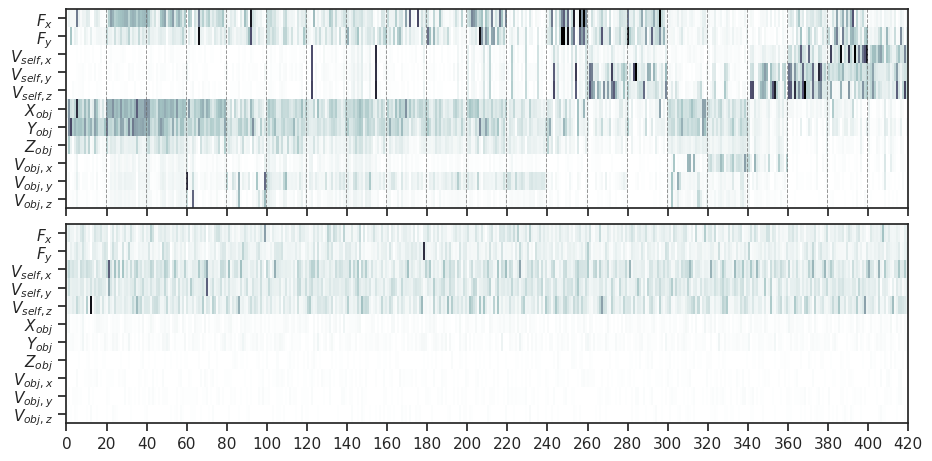 F_x
F_y
V_self,x
V_self,y
V_self,z
X_obj
Y_obj
Z_obj
V_obj,x
V_obj,y
V_obj,z
F_x
F_y
V_self,x
V_self,y
V_self,z
X_obj
Y_obj
Z_obj
V_obj,x
V_obj,y
V_obj,z
0 20 40 60 80 100 120 140 160 180 200 220 240 260 280 300 320 340 360 380 400 420